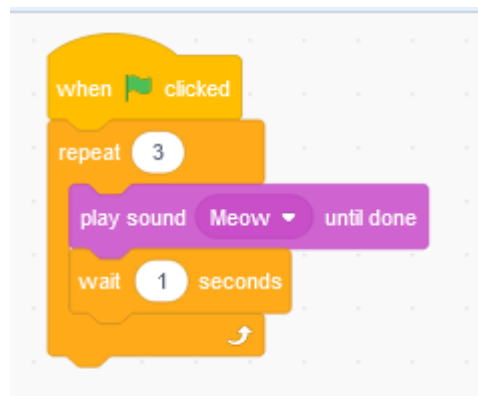 when clicked
repeat 3
play sound Meow until done
wait 1 seconds